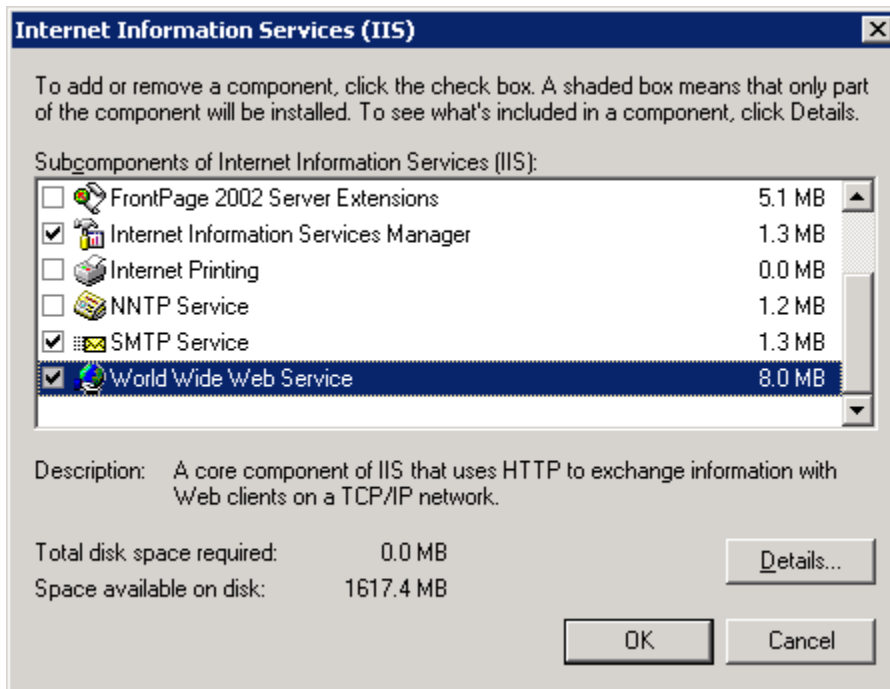 Internet Information Services (IIS)
To add or remove a component, click the check box. A shaded box means that only part
of the component will be installed. To see what's included in a component, click Details.
Subcomponents of Internet Information Services (IIS):
FrontPage 2002 Server Extensions 5.1 MB
Internet Information Services Manager 1.3 MB
Internet Printing 0.0 MB
NNTP Service 1.2 MB
SMTP Service 1.3 MB
World Wide Web Service 8.0 MB
Description: A core component of IIS that uses HTTP to exchange information with
Web clients on a TCP/IP network.
Total disk space required: 0.0 MB
Space available on disk: 1617.4 MB
Details...
OK Cancel